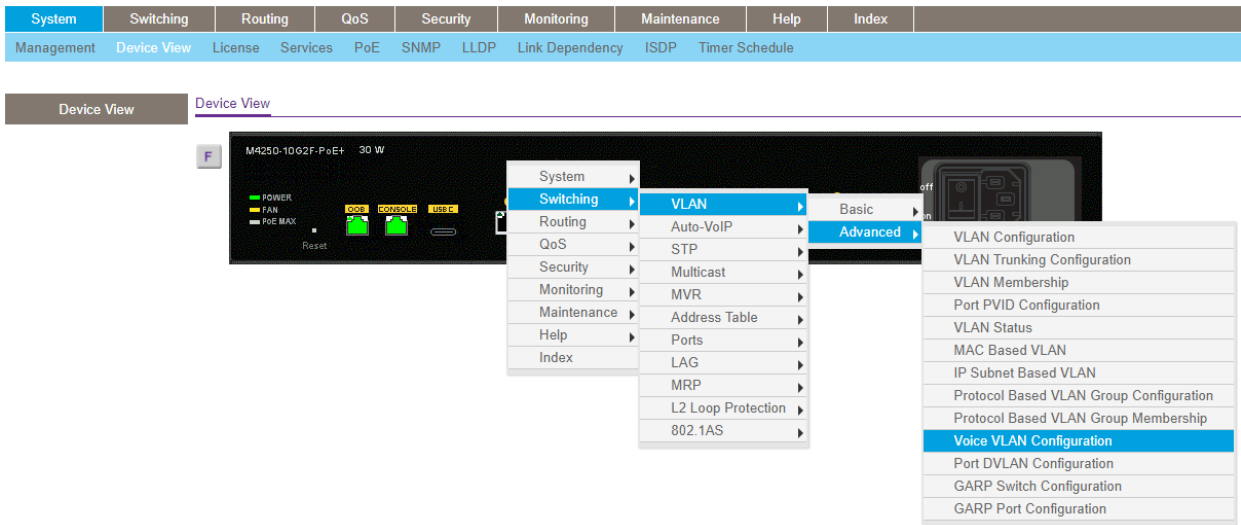 System Switching Routing QoS Security Monitoring Maintenance Help Index
Management Device View License Services PoE SNMP LLDP Link Dependency ISDP Timer Schedule
Device View
Device View
F
M4250-10G2F-PoE+ 30 W
POWER
FAN
PoE MAX
Reset
OOB
CONSOLE
USB C
off
on
System
Switching
Routing
QoS
Security
Monitoring
Maintenance
Help
Index
VLAN
Auto-VoIP
STP
Multicast
MVR
Address Table
Ports
LAG
MRP
L2 Loop Protection
802.1AS
Basic
Advanced
VLAN Configuration
VLAN Trunking Configuration
VLAN Membership
Port PVID Configuration
VLAN Status
MAC Based VLAN
IP Subnet Based VLAN
Protocol Based VLAN Group Configuration
Protocol Based VLAN Group Membership
Voice VLAN Configuration
Port DVLAN Configuration
GARP Switch Configuration
GARP Port Configuration